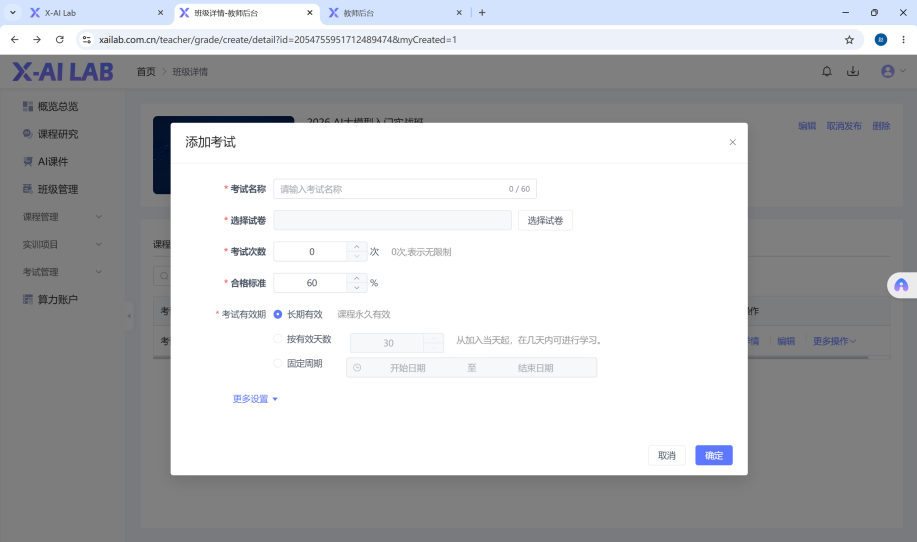 X-AI Lab
班级详情-教师后台
教师后台
xailab.com.cn/teacher/grade/create/detail?id=2054755951712489474&myCreated=1
X-AI LAB
首页
班级详情
概览总览
课程研究
AI课件
班级管理
课程管理
实训项目
考试管理
算力账户
2026 AI大模型入门实战班
编辑 取消发布 删除
课程
添加考试
* 考试名称 请输入考试名称 0 / 60
* 选择试卷 选择试卷
* 考试次数 0 次 0次,表示无限制
* 合格标准 60 %
* 考试有效期 长期有效 课程永久有效
按有效天数 30 从加入当天起，在几天内可进行学习。
固定周期 开始日期 至 结束日期
更多设置
取消 确定
考
作
考
情 编辑 更多操作